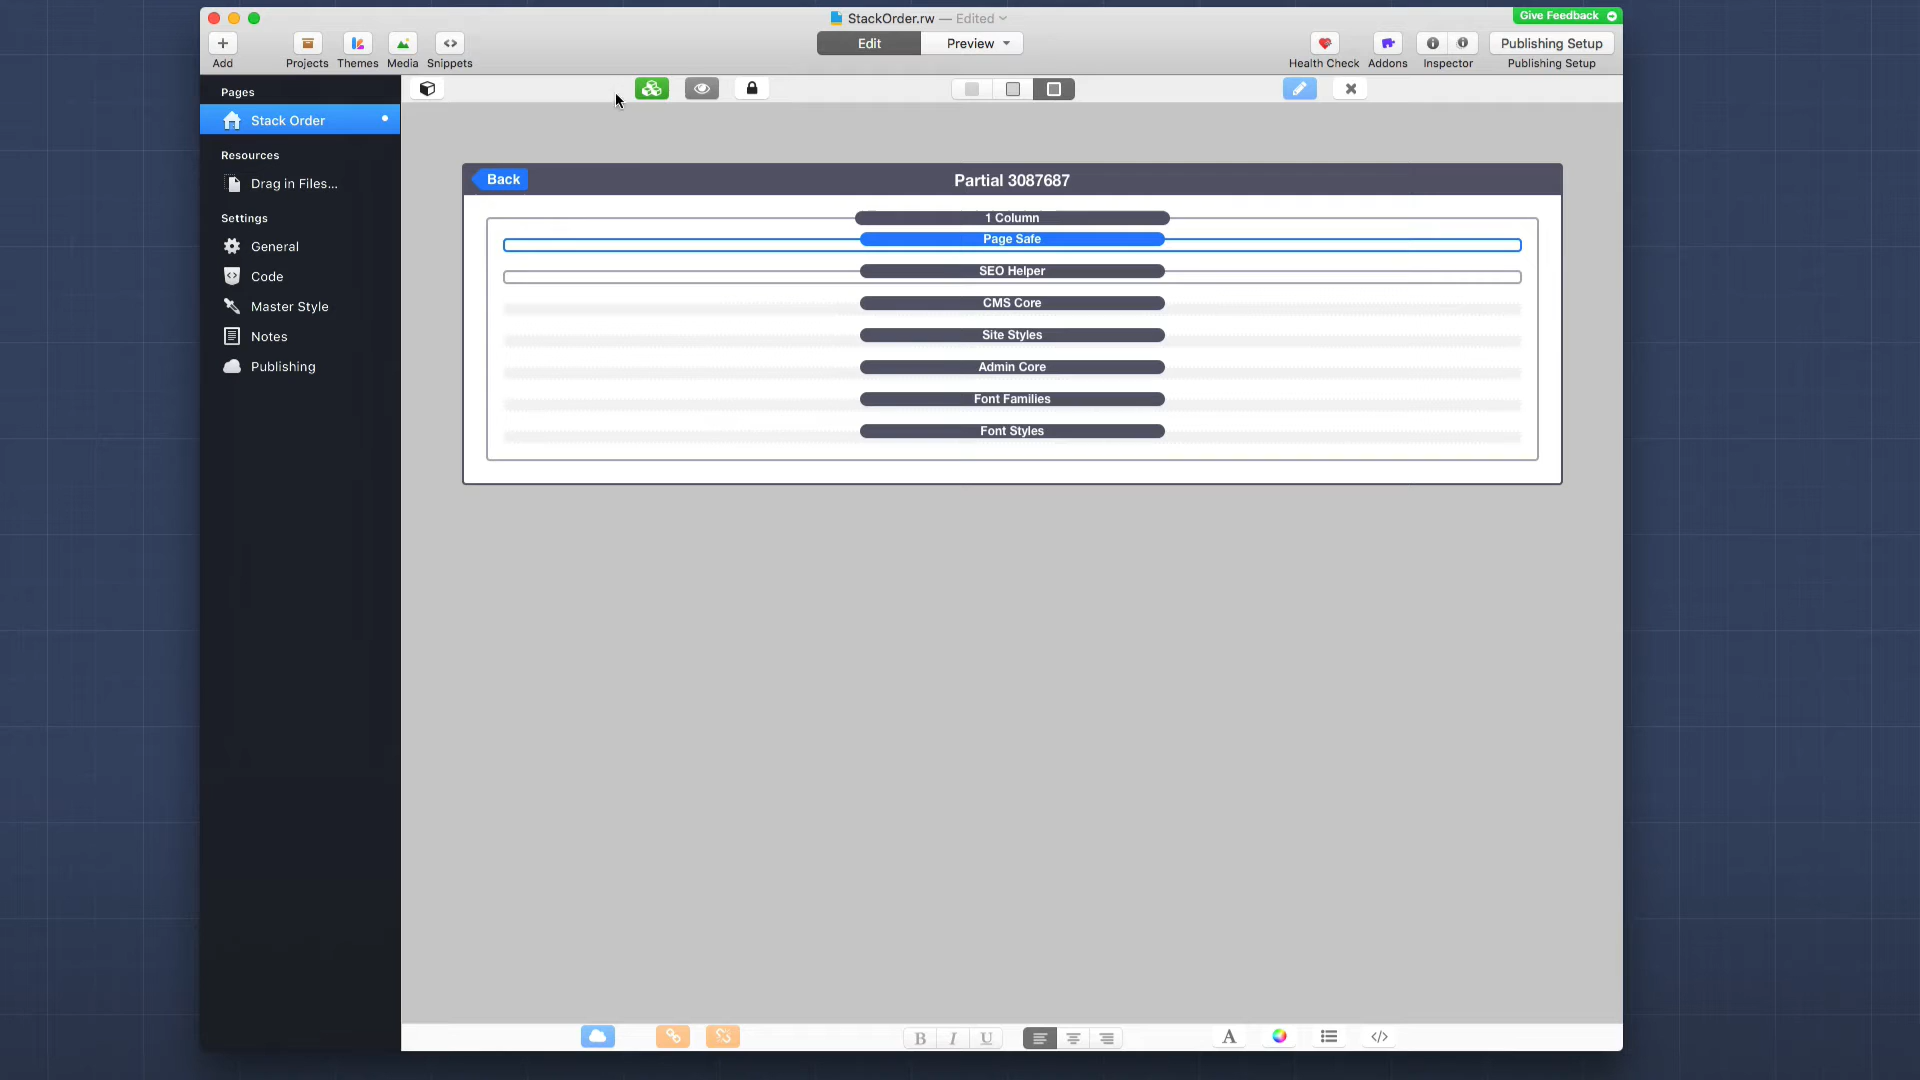 StackOrder.rw — Edited
Give Feedback
Edit
Preview
Publishing Setup
Add
Projects
Themes
Media
Snippets
Health Check
Addons
Inspector
Publishing Setup
Pages
Stack Order
Resources
Drag in Files...
Settings
General
Code
Master Style
Notes
Publishing
Back
Partial 3087687
1 Column
Page Safe
SEO Helper
CMS Core
Site Styles
Admin Core
Font Families
Font Styles
B I U
A